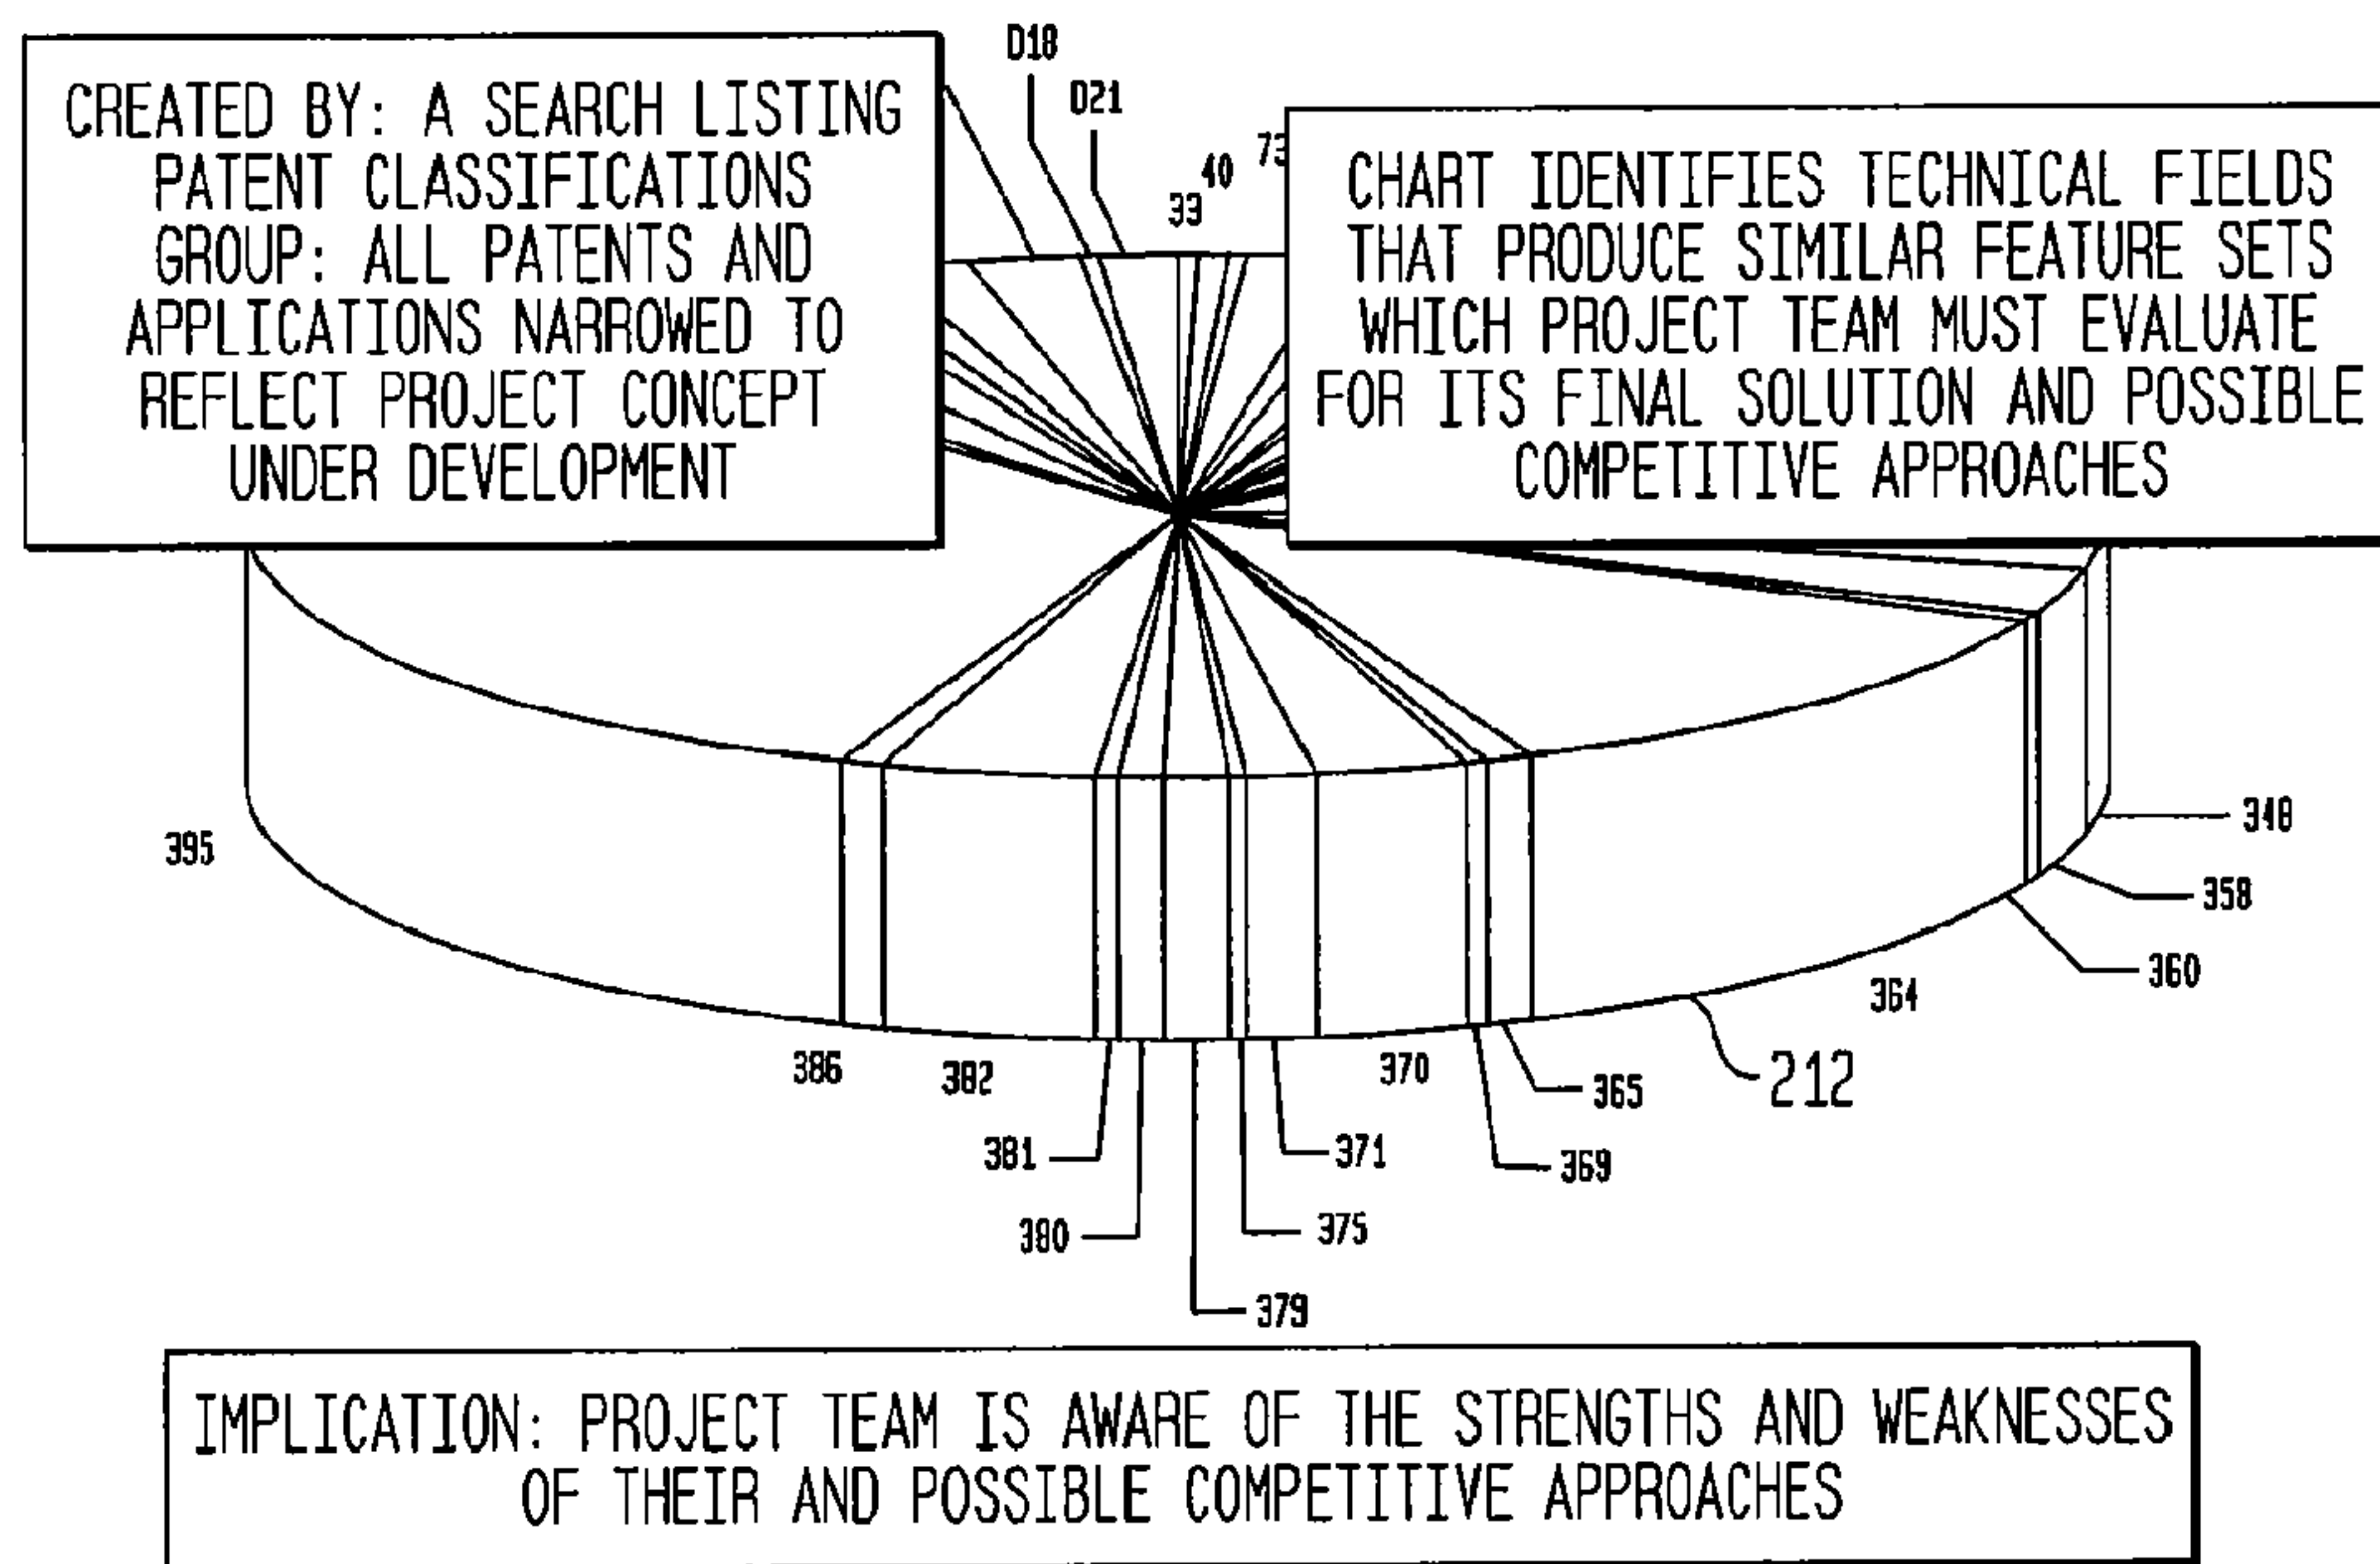 D18
D21
33
40
73
CREATED BY: A SEARCH LISTING
PATENT CLASSIFICATIONS
GROUP: ALL PATENTS AND
APPLICATIONS NARROWED TO
REFLECT PROJECT CONCEPT
UNDER DEVELOPMENT
CHART IDENTIFIES TECHNICAL FIELDS
THAT PRODUCE SIMILAR FEATURE SETS
WHICH PROJECT TEAM MUST EVALUATE
FOR ITS FINAL SOLUTION AND POSSIBLE
COMPETITIVE APPROACHES
348
358
360
364
212
365
369
370
371
375
379
380
381
382
386
395
IMPLICATION: PROJECT TEAM IS AWARE OF THE STRENGTHS AND WEAKNESSES
OF THEIR AND POSSIBLE COMPETITIVE APPROACHES